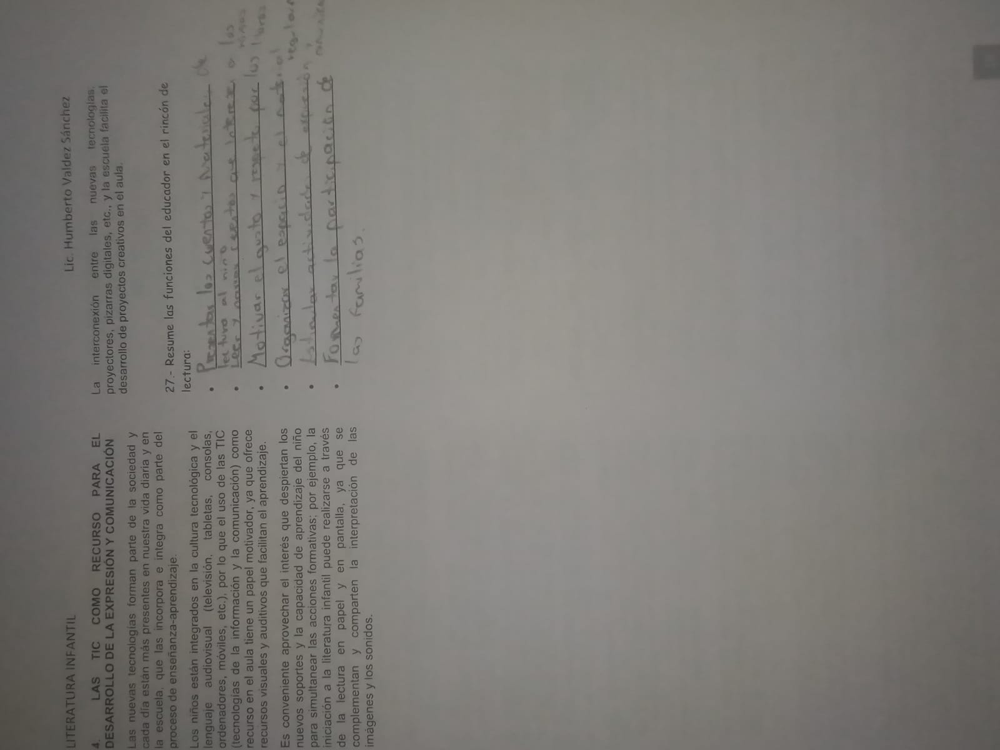 LITERATURA INFANTIL
Lic. Humberto Valdez Sánchez
4. LAS TIC COMO RECURSO PARA EL
DESARROLLO DE LA EXPRESIÓN Y COMUNICACIÓN
Las nuevas tecnologías forman parte de la sociedad y
cada día están más presentes en nuestra vida diaria y en
la escuela, que las incorpora e integra como parte del
proceso de enseñanza-aprendizaje.
Los niños están integrados en la cultura tecnológica y el
lenguaje audiovisual (televisión, tabletas, consolas,
ordenadores, móviles, etc.), por lo que el uso de las TIC
(tecnologías de la información y la comunicación) como
recurso en el aula tiene un papel motivador, ya que ofrece
recursos visuales y auditivos que facilitan el aprendizaje.
Es conveniente aprovechar el interés que despiertan los
nuevos soportes y la capacidad de aprendizaje del niño
para simultanear las acciones formativas; por ejemplo, la
iniciación a la literatura infantil puede realizarse a través
de la lectura en papel y en pantalla, ya que se
complementan y comparten la interpretación de las
imágenes y los sonidos.
La interconexión entre las nuevas tecnologías,
proyectores, pizarras digitales, etc., y la escuela facilita el
desarrollo de proyectos creativos en el aula.
27.- Resume las funciones del educador en el rincón de
lectura:
• Presentar los cuentos y materiales de
lectura al niño
• Leer y narrar cuentos que interesen a los
niños
• Motivar el gusto y respeto por los libros
• Organizar el espacio y el material
regular
• Estimular actividades de expresión y
• Fomentar la participación de
las familias.